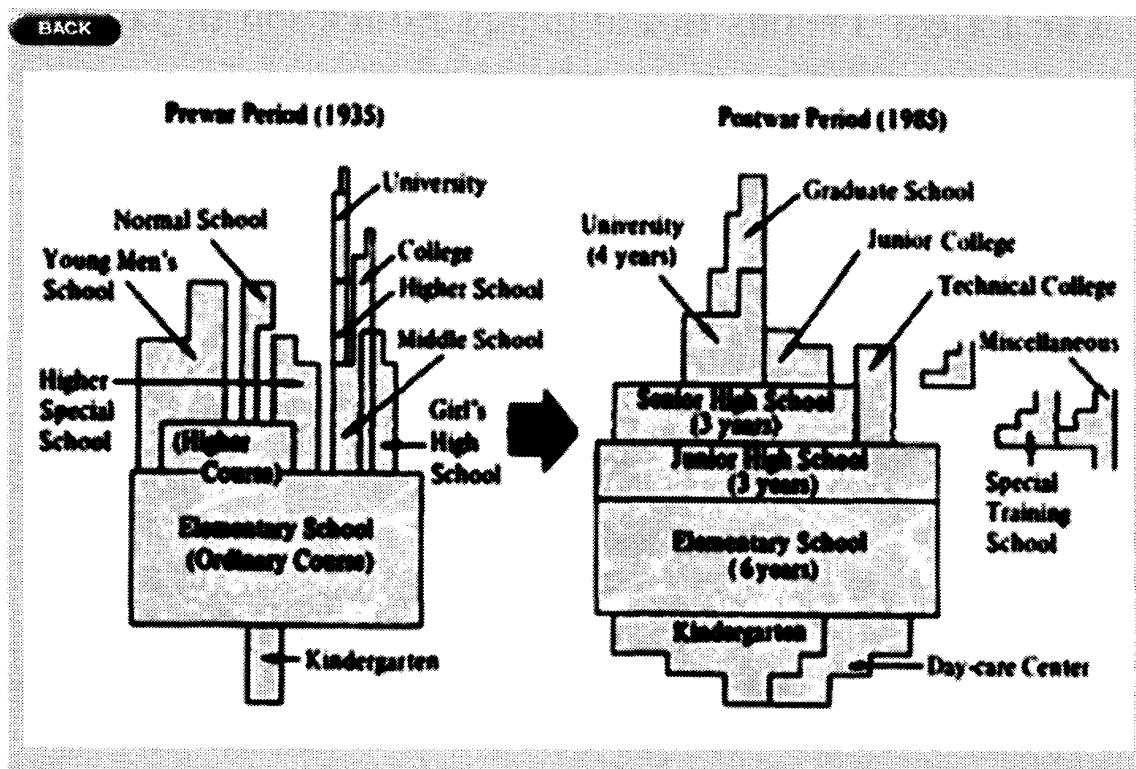 BACK
Prewar Period (1935)
University
Normal School
Young Men's
School
College
Higher School
Middle School
Higher
Special
School
(Higher
Course)
Girl's
High
School
Elementary School
(Ordinary Course)
Kindergarten
Postwar Period (1985)
Graduate School
University
(4 years)
Junior College
Technical College
Miscellaneous
Senior High School
(3 years)
Junior High School
(3 years)
Special
Training
School
Elementary School
(6 years)
Kindergarten
Day-care Center